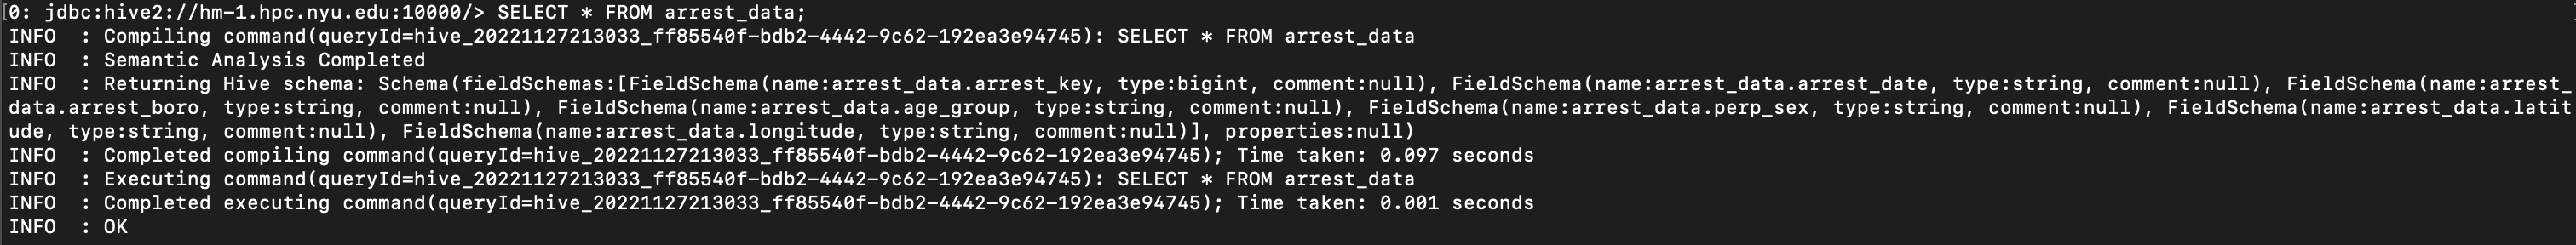 [0: jdbc:hive2://hm-1.hpc.nyu.edu:10000/> SELECT * FROM arrest_data;
INFO  : Compiling command(queryId=hive_20221127213033_ff85540f-bdb2-4442-9c62-192ea3e94745): SELECT * FROM arrest_data
INFO  : Semantic Analysis Completed
INFO  : Returning Hive schema: Schema(fieldSchemas:[FieldSchema(name:arrest_data.arrest_key, type:bigint, comment:null), FieldSchema(name:arrest_data.arrest_date, type:string, comment:null), FieldSchema(name:arrest_
data.arrest_boro, type:string, comment:null), FieldSchema(name:arrest_data.age_group, type:string, comment:null), FieldSchema(name:arrest_data.perp_sex, type:string, comment:null), FieldSchema(name:arrest_data.latit
ude, type:string, comment:null), FieldSchema(name:arrest_data.longitude, type:string, comment:null)], properties:null)
INFO  : Completed compiling command(queryId=hive_20221127213033_ff85540f-bdb2-4442-9c62-192ea3e94745); Time taken: 0.097 seconds
INFO  : Executing command(queryId=hive_20221127213033_ff85540f-bdb2-4442-9c62-192ea3e94745): SELECT * FROM arrest_data
INFO  : Completed executing command(queryId=hive_20221127213033_ff85540f-bdb2-4442-9c62-192ea3e94745); Time taken: 0.001 seconds
INFO  : OK